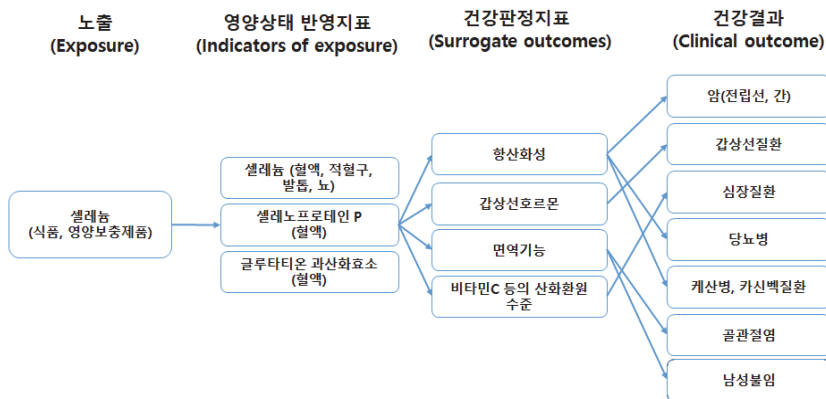 노출
(Exposure)
영양상태 반영지표
(Indicators of exposure)
건강판정지표
(Surrogate outcomes)
건강결과
(Clinical outcome)
셀레늄
(식품, 영양보충제품)
셀레늄 (혈액, 적혈구,
발톱, 뇨)
셀레노프로테인 P
(혈액)
글루타티온 과산화효소
(혈액)
항산화성
갑상선호르몬
면역기능
비타민C 등의 산화환원
수준
암(전립선, 간)
갑상선질환
심장질환
당뇨병
케산병, 카신벡질환
골관절염
남성불임